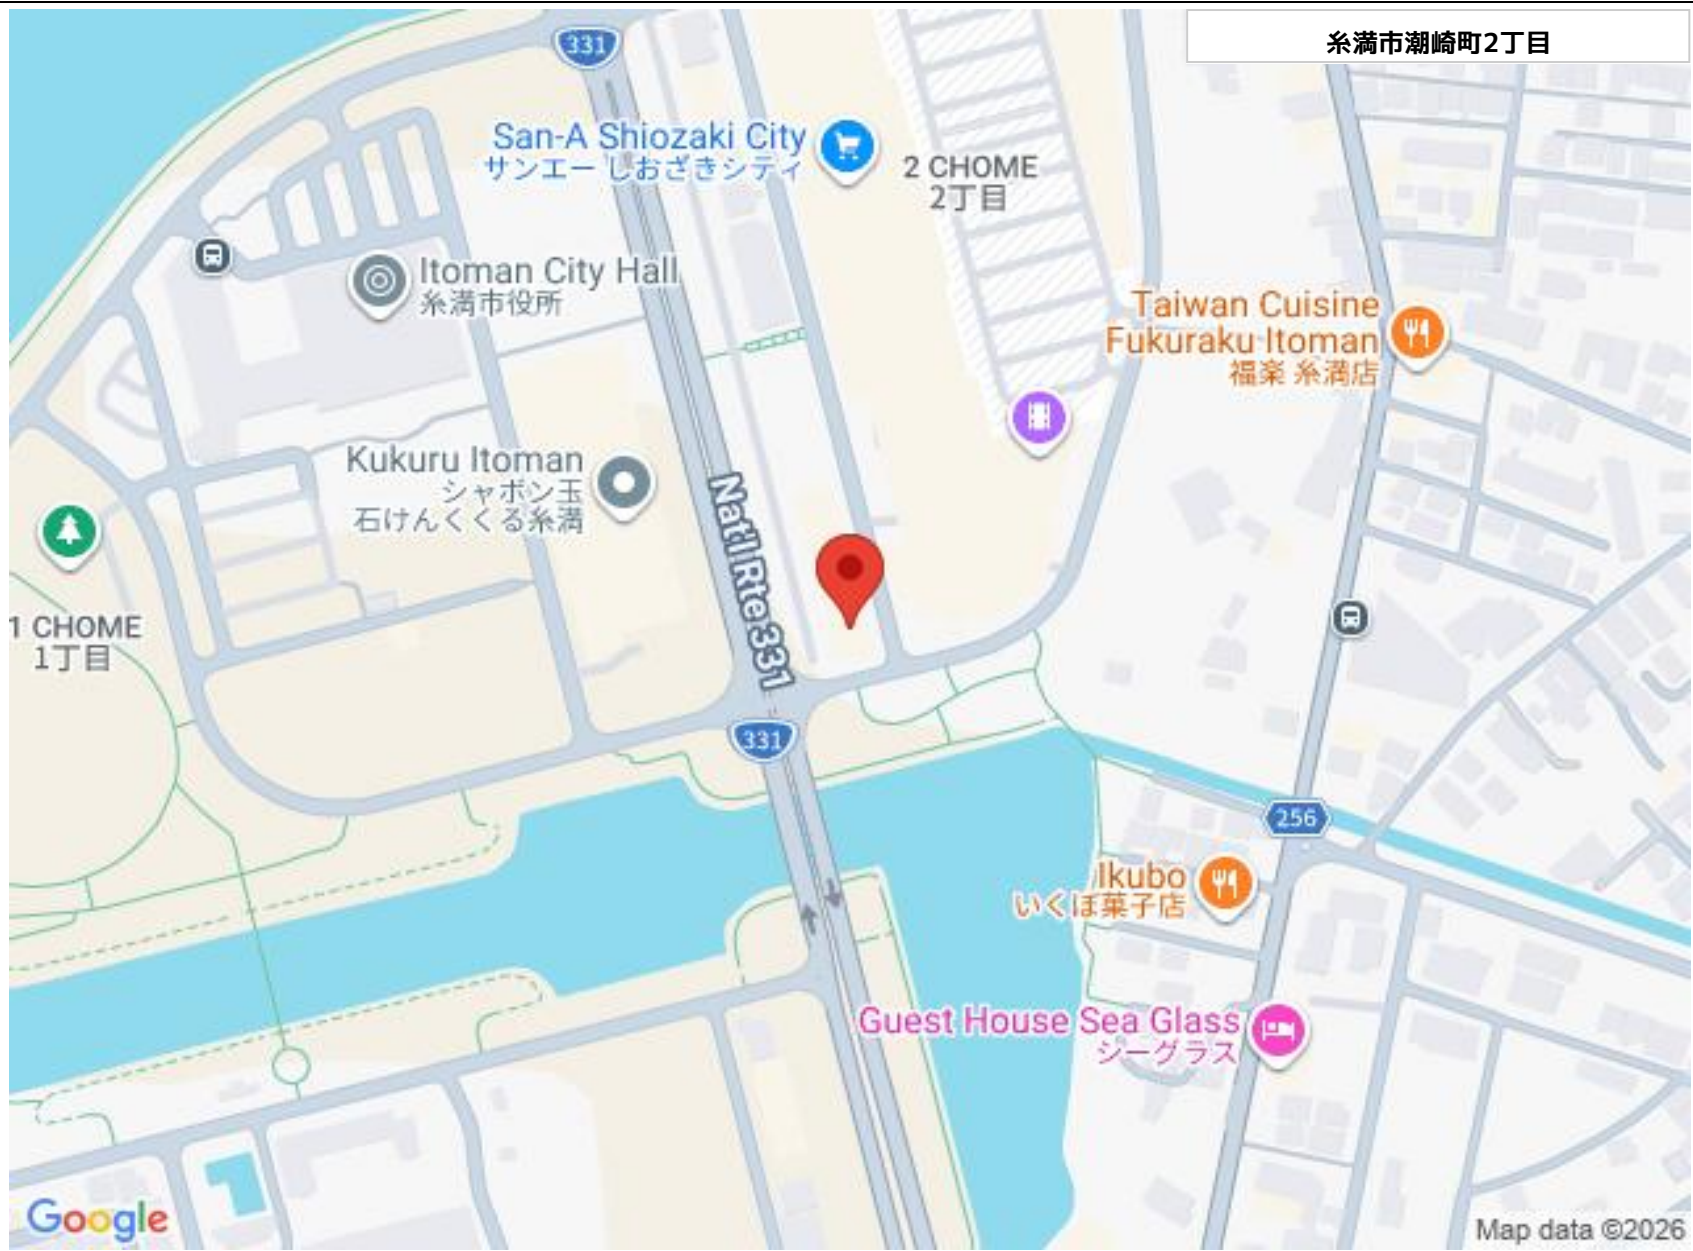 糸満市潮崎町2丁目
331
San-A Shiozaki City
サンエー しおざきシティ
2 CHOME
2丁目
Itoman City Hall
糸満市役所
Taiwan Cuisine
Fukuraku Itoman
福楽 糸満店
Kukuru Itoman
シャボン玉
石けんくくる糸満
Nat'l Rte 331
1 CHOME
1丁目
331
256
Ikubo
いくぼ菓子店
Guest House Sea Glass
シーグラス
Google
Map data ©2026